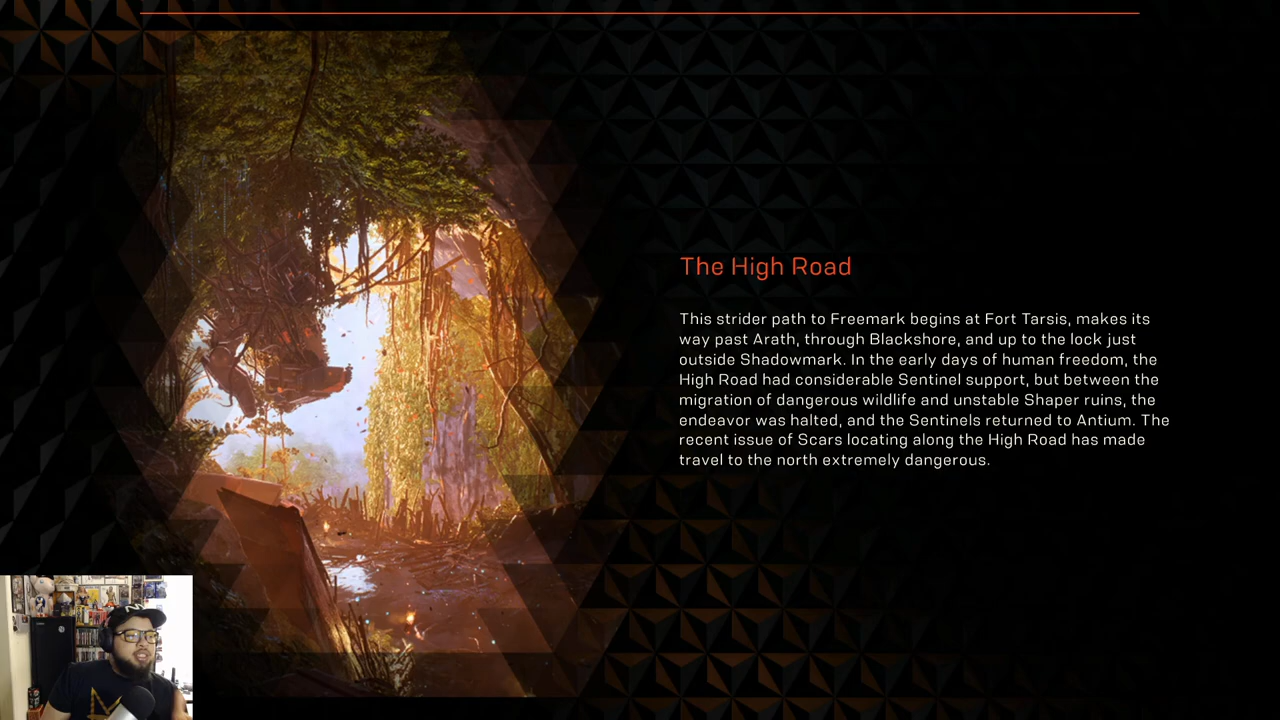 The High Road
This strider path to Freemark begins at Fort Tarsis, makes its
way past Arath, through Blackshore, and up to the lock just
outside Shadowmark. In the early days of human freedom, the
High Road had considerable Sentinel support, but between the
migration of dangerous wildlife and unstable Shaper ruins, the
endeavor was halted, and the Sentinels returned to Antium. The
recent issue of Scars locating along the High Road has made
travel to the north extremely dangerous.